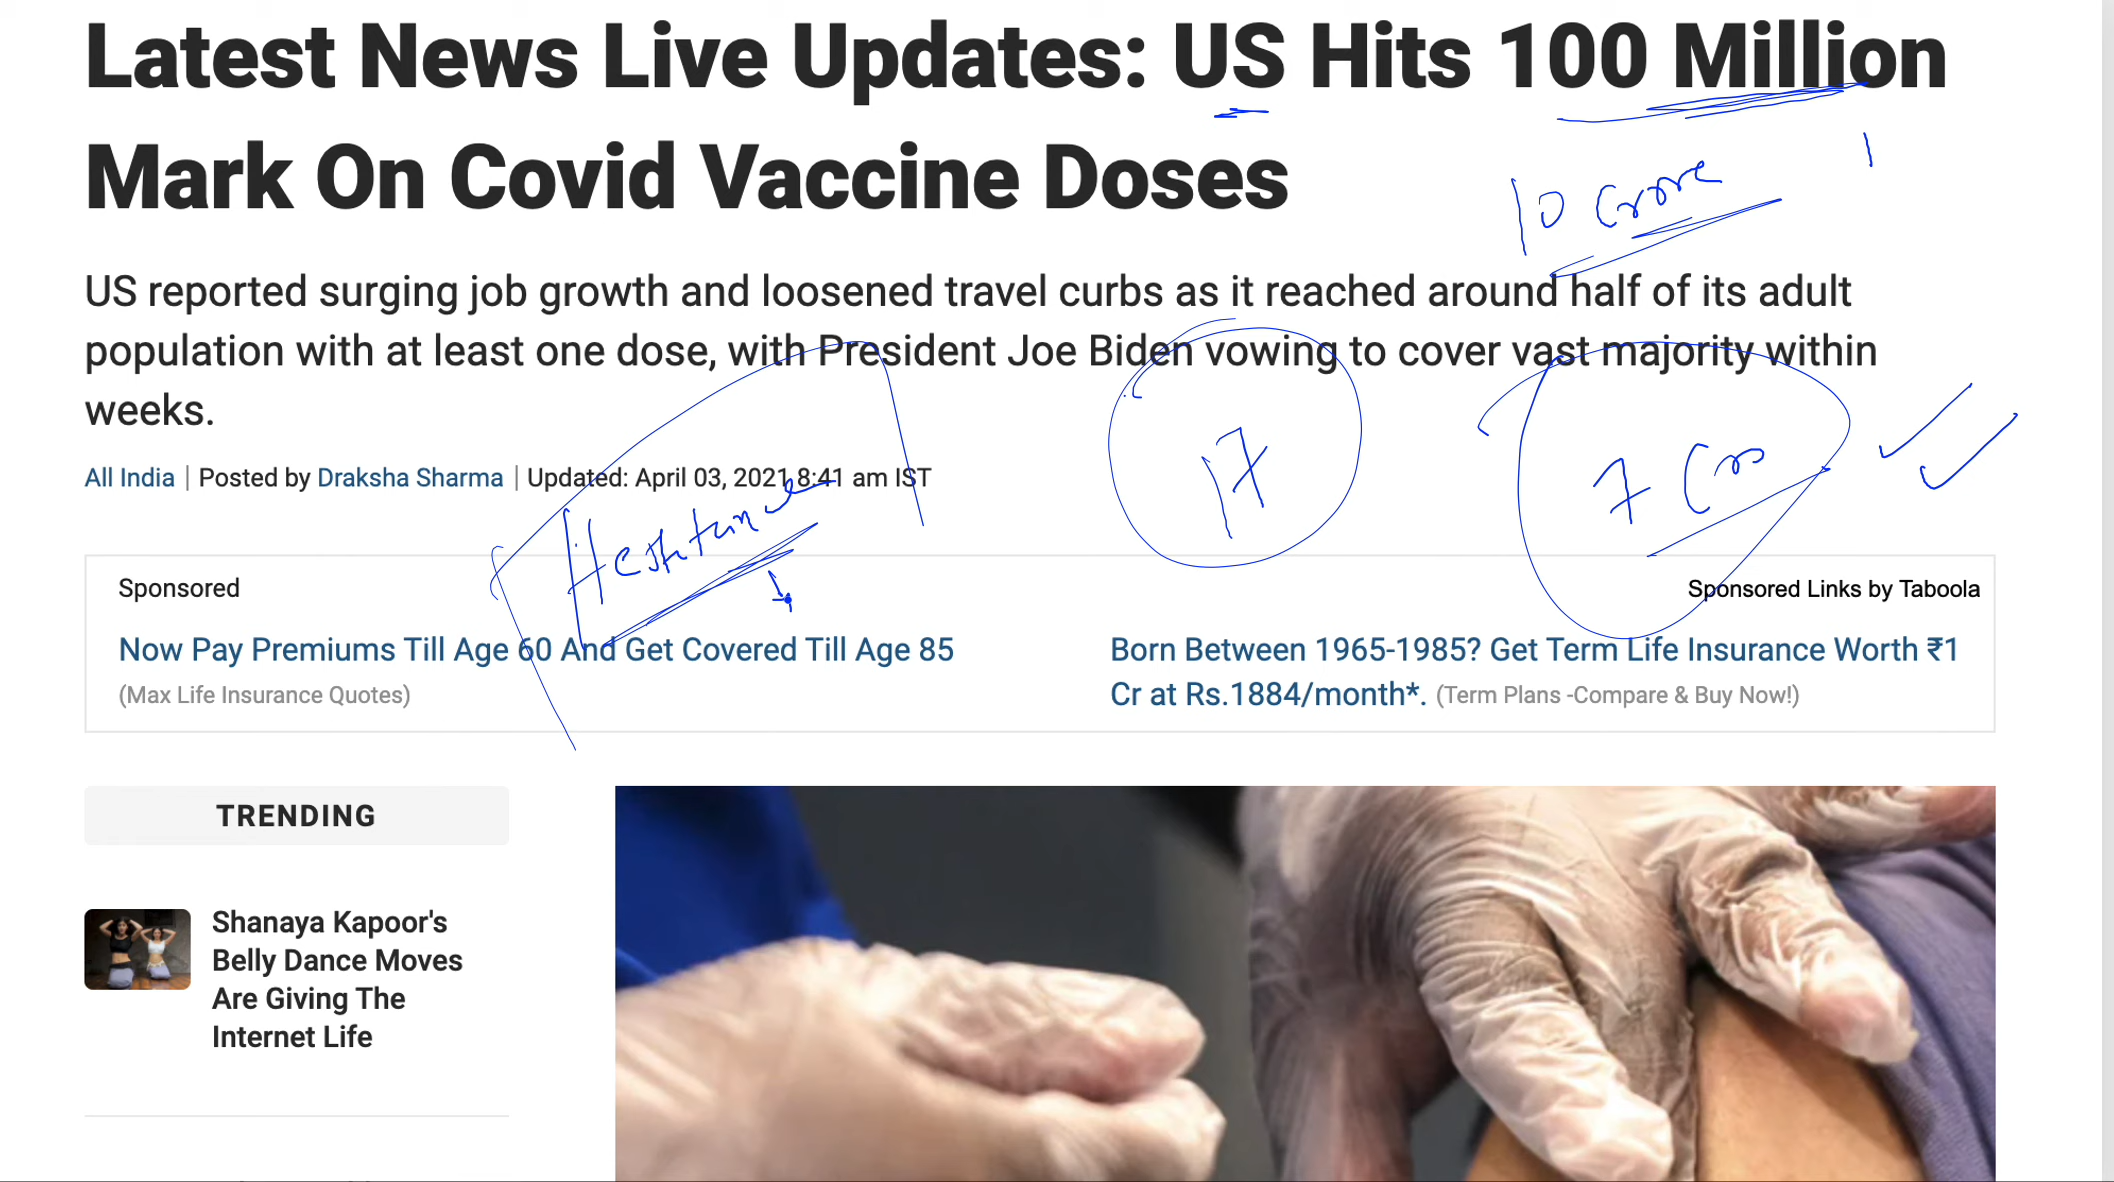 Latest News Live Updates: US Hits 100 Million
Mark On Covid Vaccine Doses
10 Crore
US reported surging job growth and loosened travel curbs as it reached around half of its adult
population with at least one dose, with President Joe Biden vowing to cover vast majority within
weeks.
17
7 Cro
All India | Posted by Draksha Sharma | Updated: April 03, 2021 8:41 am IST
Sponsored
Sponsored Links by Taboola
Now Pay Premiums Till Age 60 And Get Covered Till Age 85
(Max Life Insurance Quotes)
Born Between 1965-1985? Get Term Life Insurance Worth ₹1
Cr at Rs.1884/month*. (Term Plans -Compare & Buy Now!)
TRENDING
Shanaya Kapoor's
Belly Dance Moves
Are Giving The
Internet Life